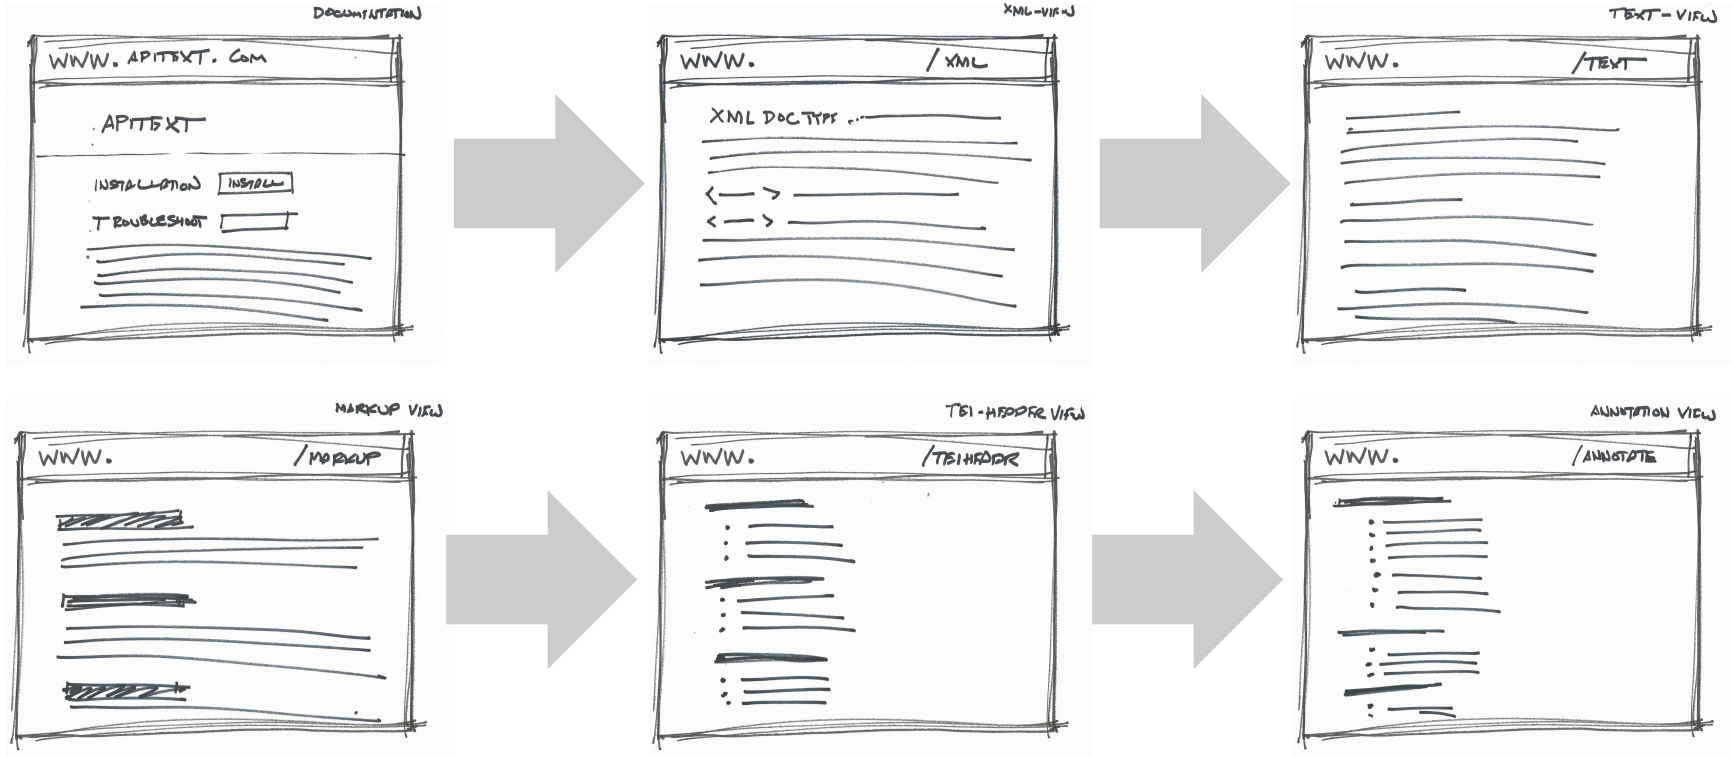 DOCUMENTATION
WWW. APITEXT. COM
APITEXT
INSTALLATION INSTALL
TROUBLESHOOT
XML-VIEW
WWW. /XML
XML DOCTYPE ...
< >
< >
TEXT-VIEW
WWW. /TEXT
MARKUP VIEW
WWW. /MARKUP
TEI-HEADER VIEW
WWW. /TEIHEADR
ANNOTATION VIEW
WWW. /ANNOTATE